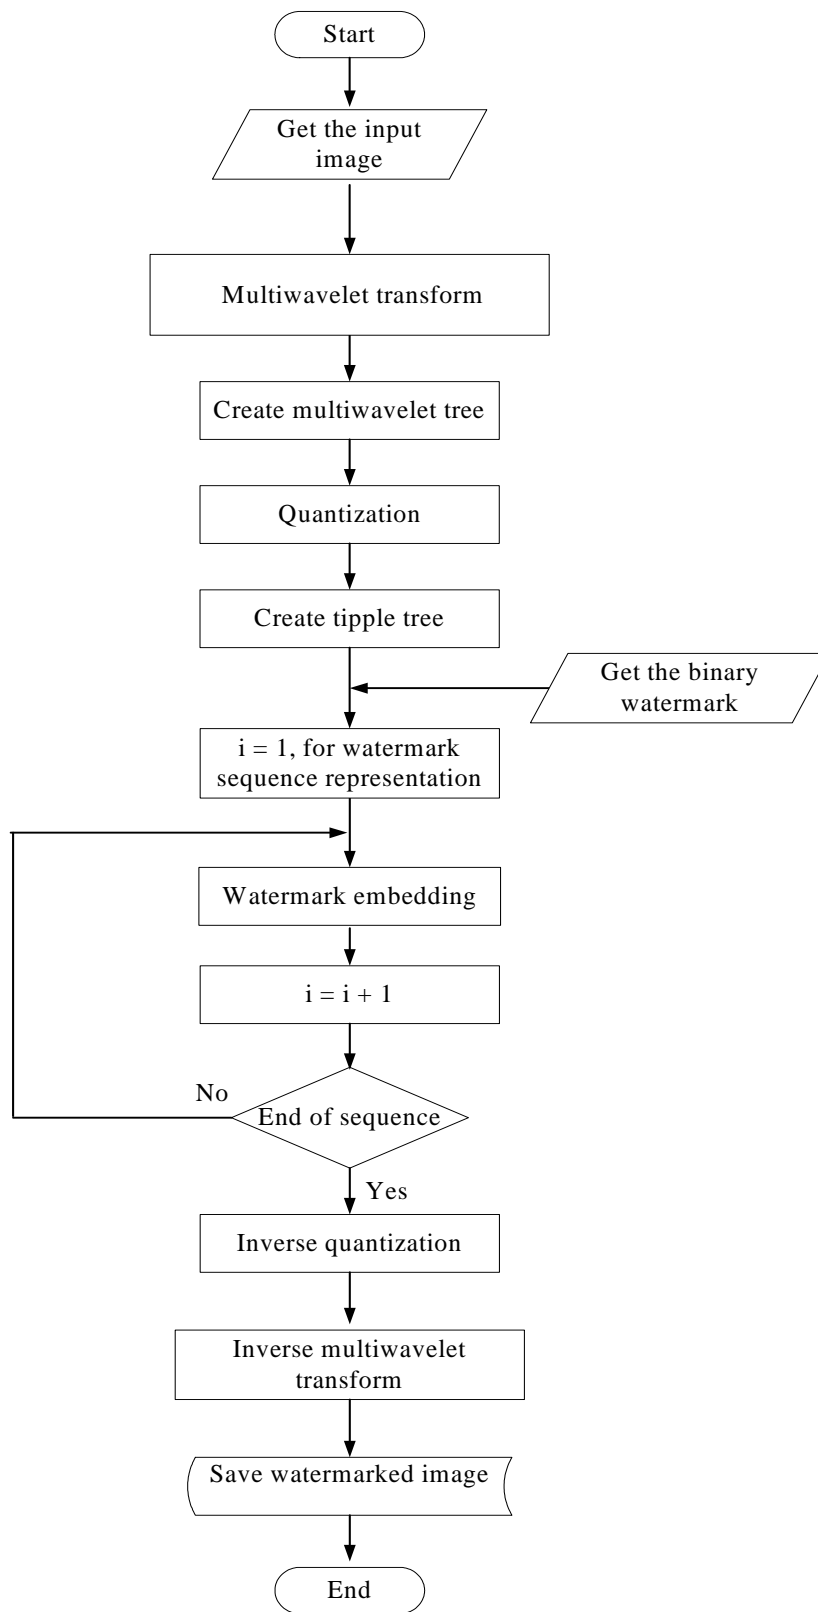 Start
Get the input
image
Multiwavelet transform
Create multiwavelet tree
Quantization
Create tipple tree
Get the binary
watermark
i = 1, for watermark
sequence representation
Watermark embedding
i = i + 1
No
End of sequence
Yes
Inverse quantization
Inverse multiwavelet
transform
Save watermarked image
End